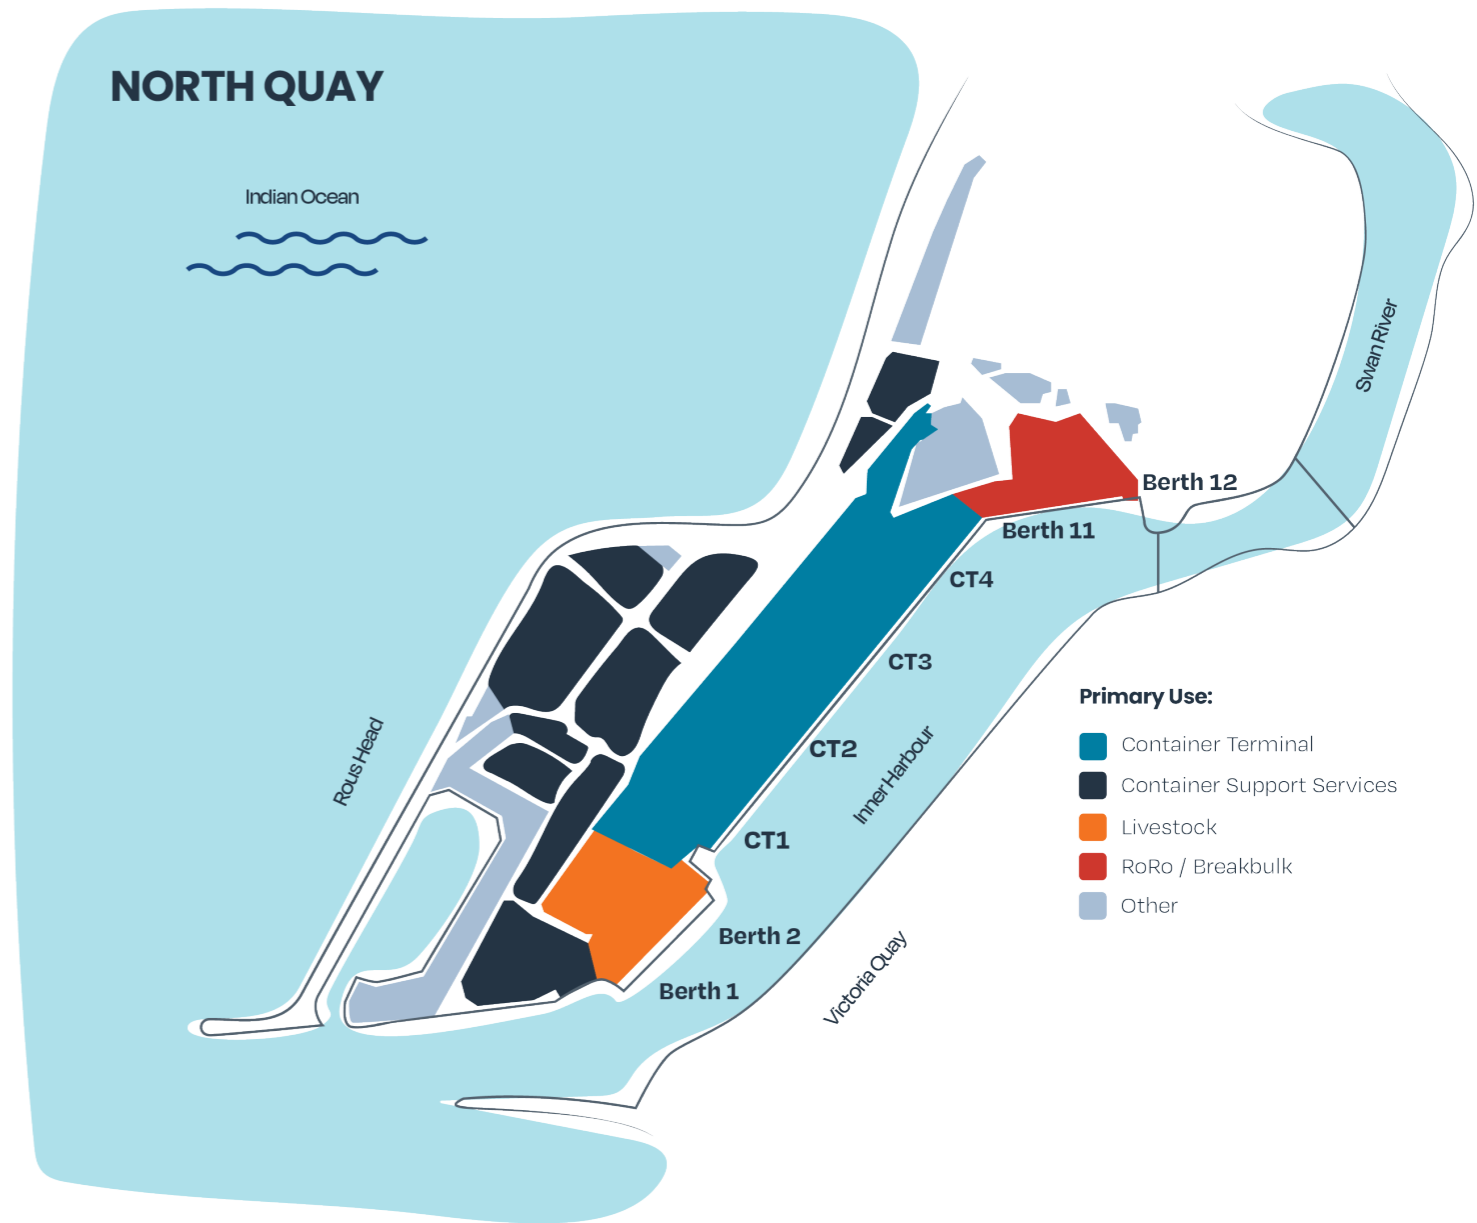 NORTH QUAY
Indian Ocean
Swan River
Berth 12
Berth 11
CT4
CT3
CT2
CT1
Berth 2
Berth 1
Rous Head
Inner Harbour
Victoria Quay
Primary Use:
Container Terminal
Container Support Services
Livestock
RoRo / Breakbulk
Other